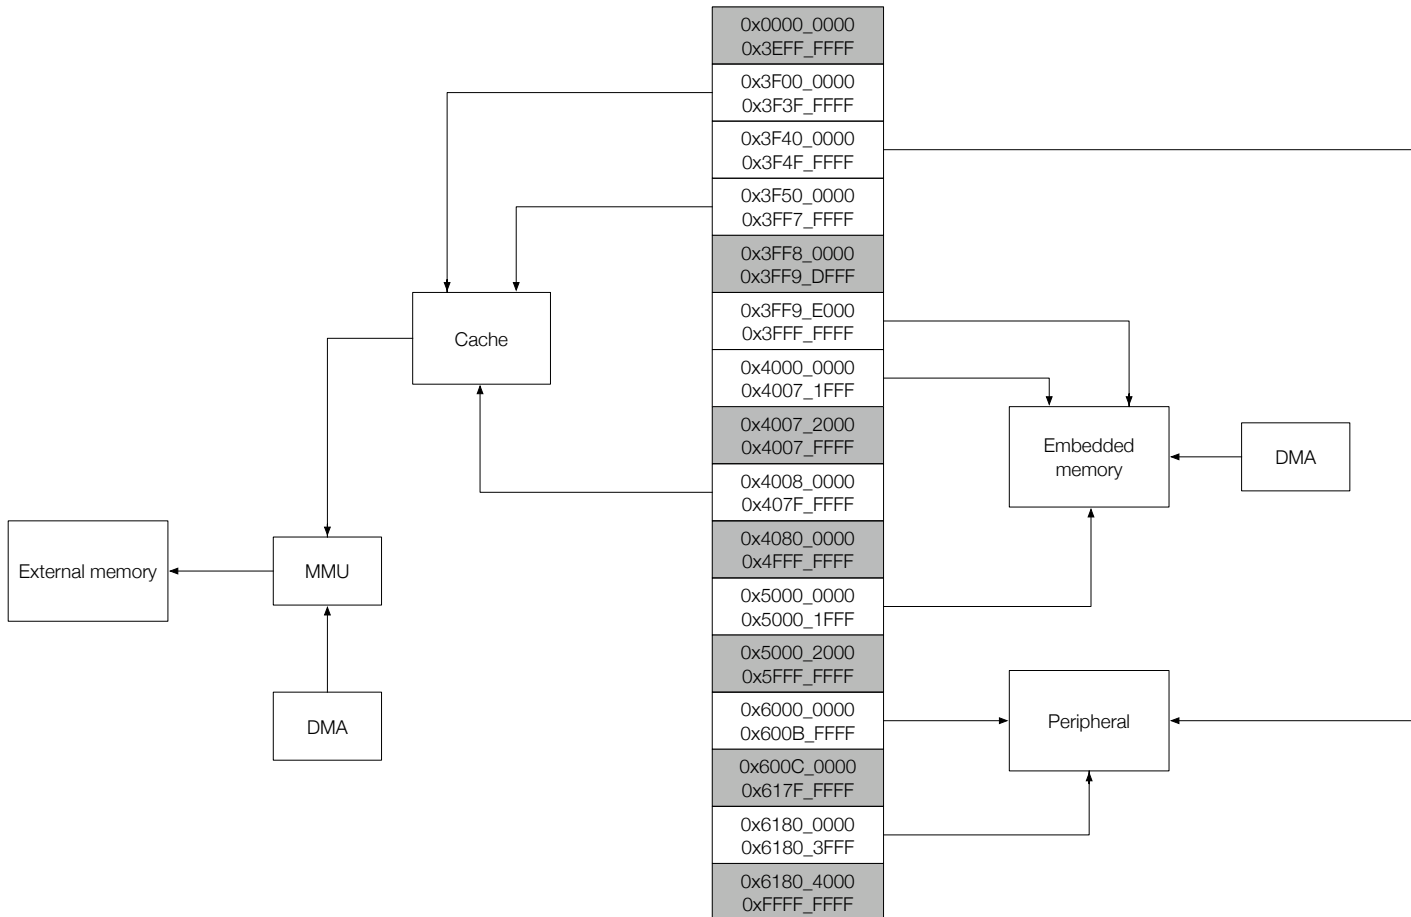 0x0000_0000
0x3EFF_FFFF
0x3F00_0000
0x3F3F_FFFF
0x3F40_0000
0x3F4F_FFFF
0x3F50_0000
0x3FF7_FFFF
0x3FF8_0000
0x3FF9_DFFF
0x3FF9_E000
0x3FFF_FFFF
0x4000_0000
0x4007_1FFF
0x4007_2000
0x4007_FFFF
0x4008_0000
0x407F_FFFF
0x4080_0000
0x4FFF_FFFF
0x5000_0000
0x5000_1FFF
0x5000_2000
0x5FFF_FFFF
0x6000_0000
0x600B_FFFF
0x600C_0000
0x617F_FFFF
0x6180_0000
0x6180_3FFF
0x6180_4000
0xFFFF_FFFF
Cache
External memory
MMU
DMA
Embedded
memory
DMA
Peripheral